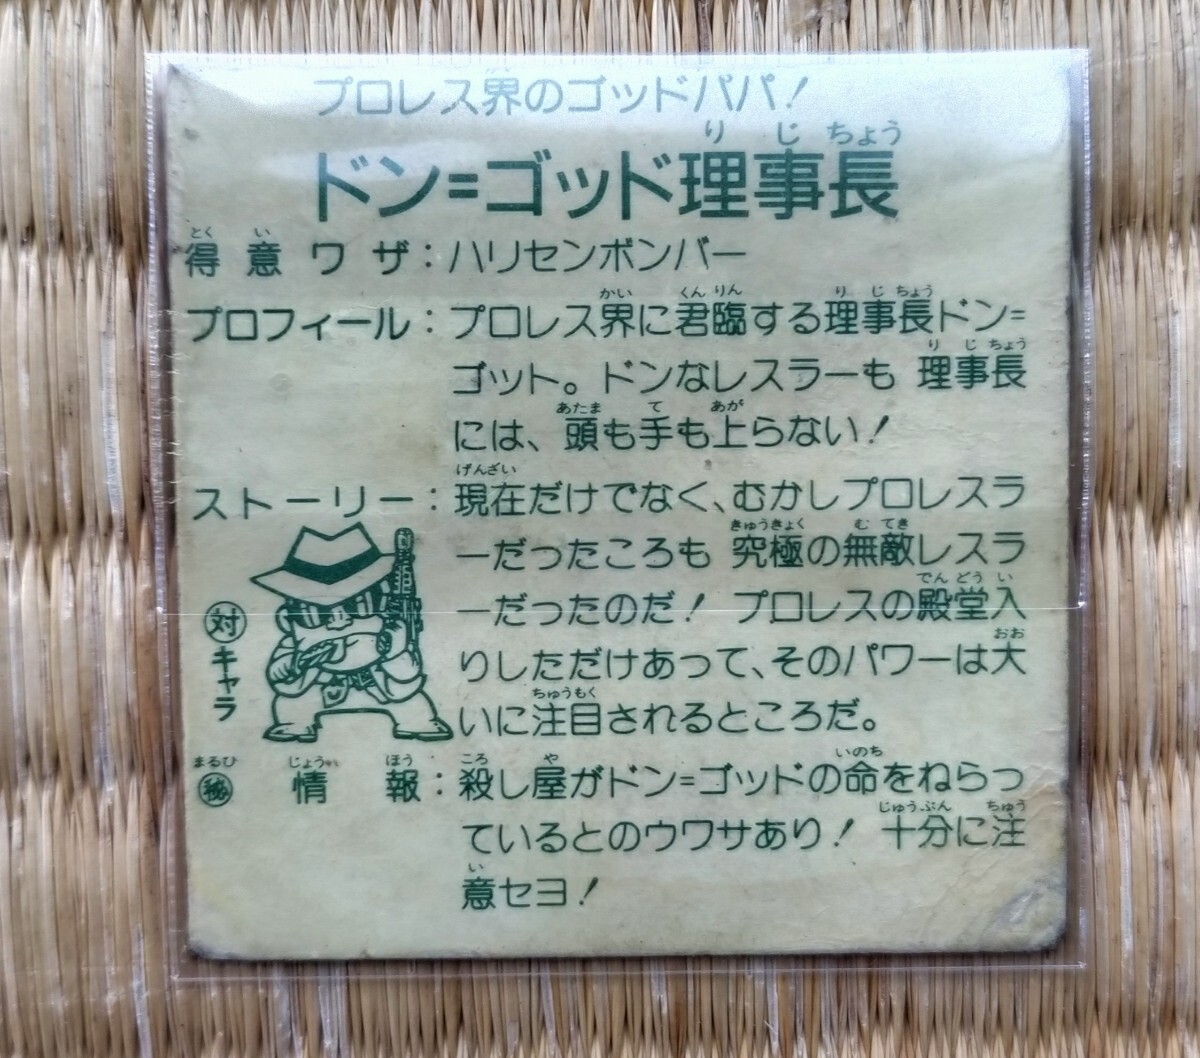 プロレス界のゴッドパパ！
りじちょう
ドン=ゴッド理事長
とくい
得意ワザ：ハリセンボンバー
かい くんりん りじちょう
プロフィール：プロレス界に君臨する理事長ドン=
りじちょう
ゴット。ドンなレスラーも 理事長
あたま て あが
には、頭も手も上らない！
げんざい
ストーリー：現在だけでなく、むかしプロレスラ
きゅうきょく むてき
ーだったころも 究極の無敵レスラ
でんどうい
ーだったのだ！ プロレスの殿堂入
おお
りしただけあって、そのパワーは大
ちゅうもく
いに注目されるところだ。
対キャラ
まるひ じょう ほう ころ や いのち
㊙情報：殺し屋がドン=ゴッドの命をねらっ
じゅうぶん ちゅう
ているとのウワサあり！ 十分に注
い
意セヨ！